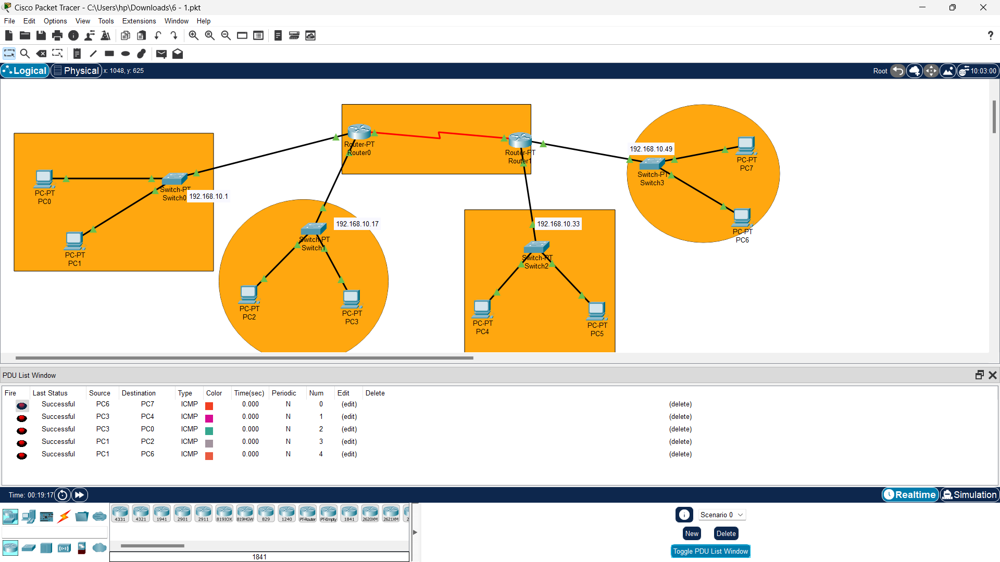 Cisco Packet Tracer - C:\Users\hp\Downloads\6 - 1.pkt
File Edit Options View Tools Extensions Window Help
?
Logical Physical x: 1048, y: 625 Root 10:03:00
192.168.10.49
Router-PT
Router0
Router-PT
Router1
PC-PT
PC7
Switch-PT
Switch3
PC-PT
PC0
Switch-PT
Switch0
192.168.10.1
192.168.10.17
192.168.10.33
PC-PT
PC6
Switch-PT
Switch1
PC-PT
PC1
Switch-PT
Switch2
PC-PT
PC2
PC-PT
PC3
PC-PT
PC4
PC-PT
PC5
PDU List Window
Fire Last Status Source Destination Type Color Time(sec) Periodic Num Edit Delete
Successful PC6 PC7 ICMP 0.000 N 0 (edit) (delete)
Successful PC3 PC4 ICMP 0.000 N 1 (edit) (delete)
Successful PC3 PC0 ICMP 0.000 N 2 (edit) (delete)
Successful PC1 PC2 ICMP 0.000 N 3 (edit) (delete)
Successful PC1 PC6 ICMP 0.000 N 4 (edit) (delete)
Time: 00:19:17 Realtime Simulation
4331 4321 1941 2901 2911 819IOX 819HGW 829 1240 PT-Router PT-Empty 1841 2620XM 2621XM 2
Scenario 0
New Delete
Toggle PDU List Window
1841